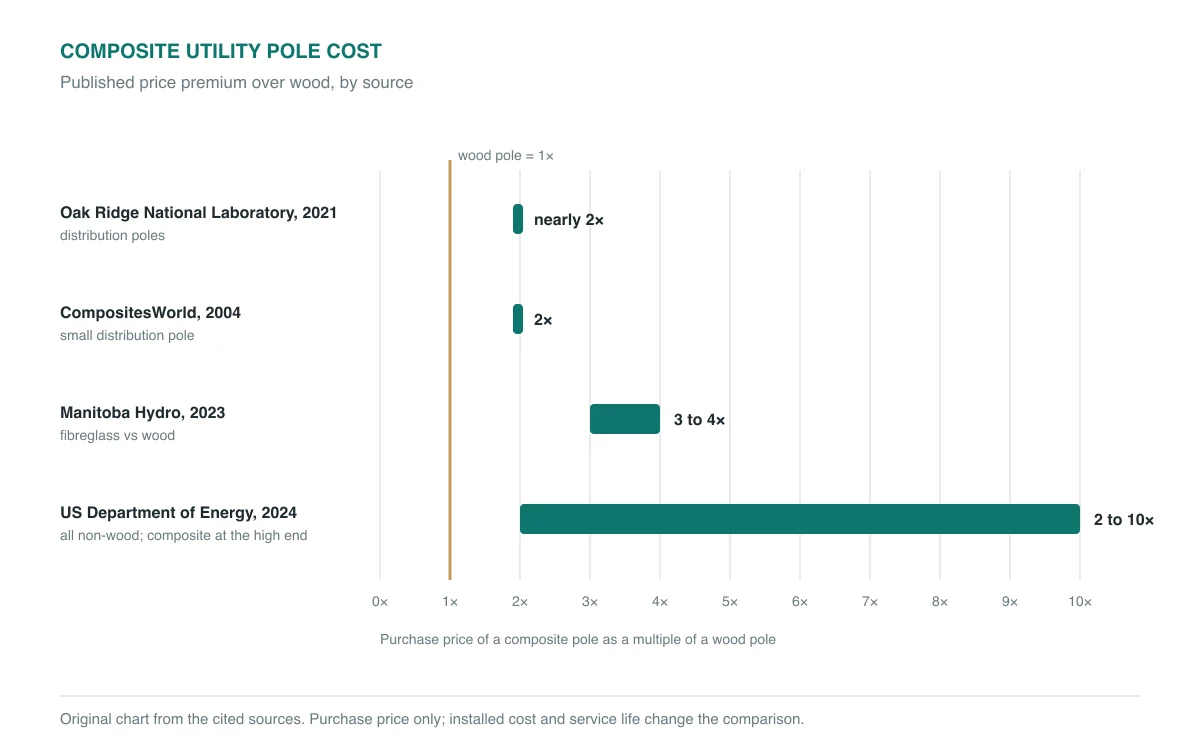 COMPOSITE UTILITY POLE COST
Published price premium over wood, by source
wood pole = 1×
Oak Ridge National Laboratory, 2021
distribution poles
nearly 2×
CompositesWorld, 2004
small distribution pole
2×
Manitoba Hydro, 2023
fibreglass vs wood
3 to 4×
US Department of Energy, 2024
all non-wood; composite at the high end
2 to 10×
0× 1× 2× 3× 4× 5× 6× 7× 8× 9× 10×
Purchase price of a composite pole as a multiple of a wood pole
Original chart from the cited sources. Purchase price only; installed cost and service life change the comparison.